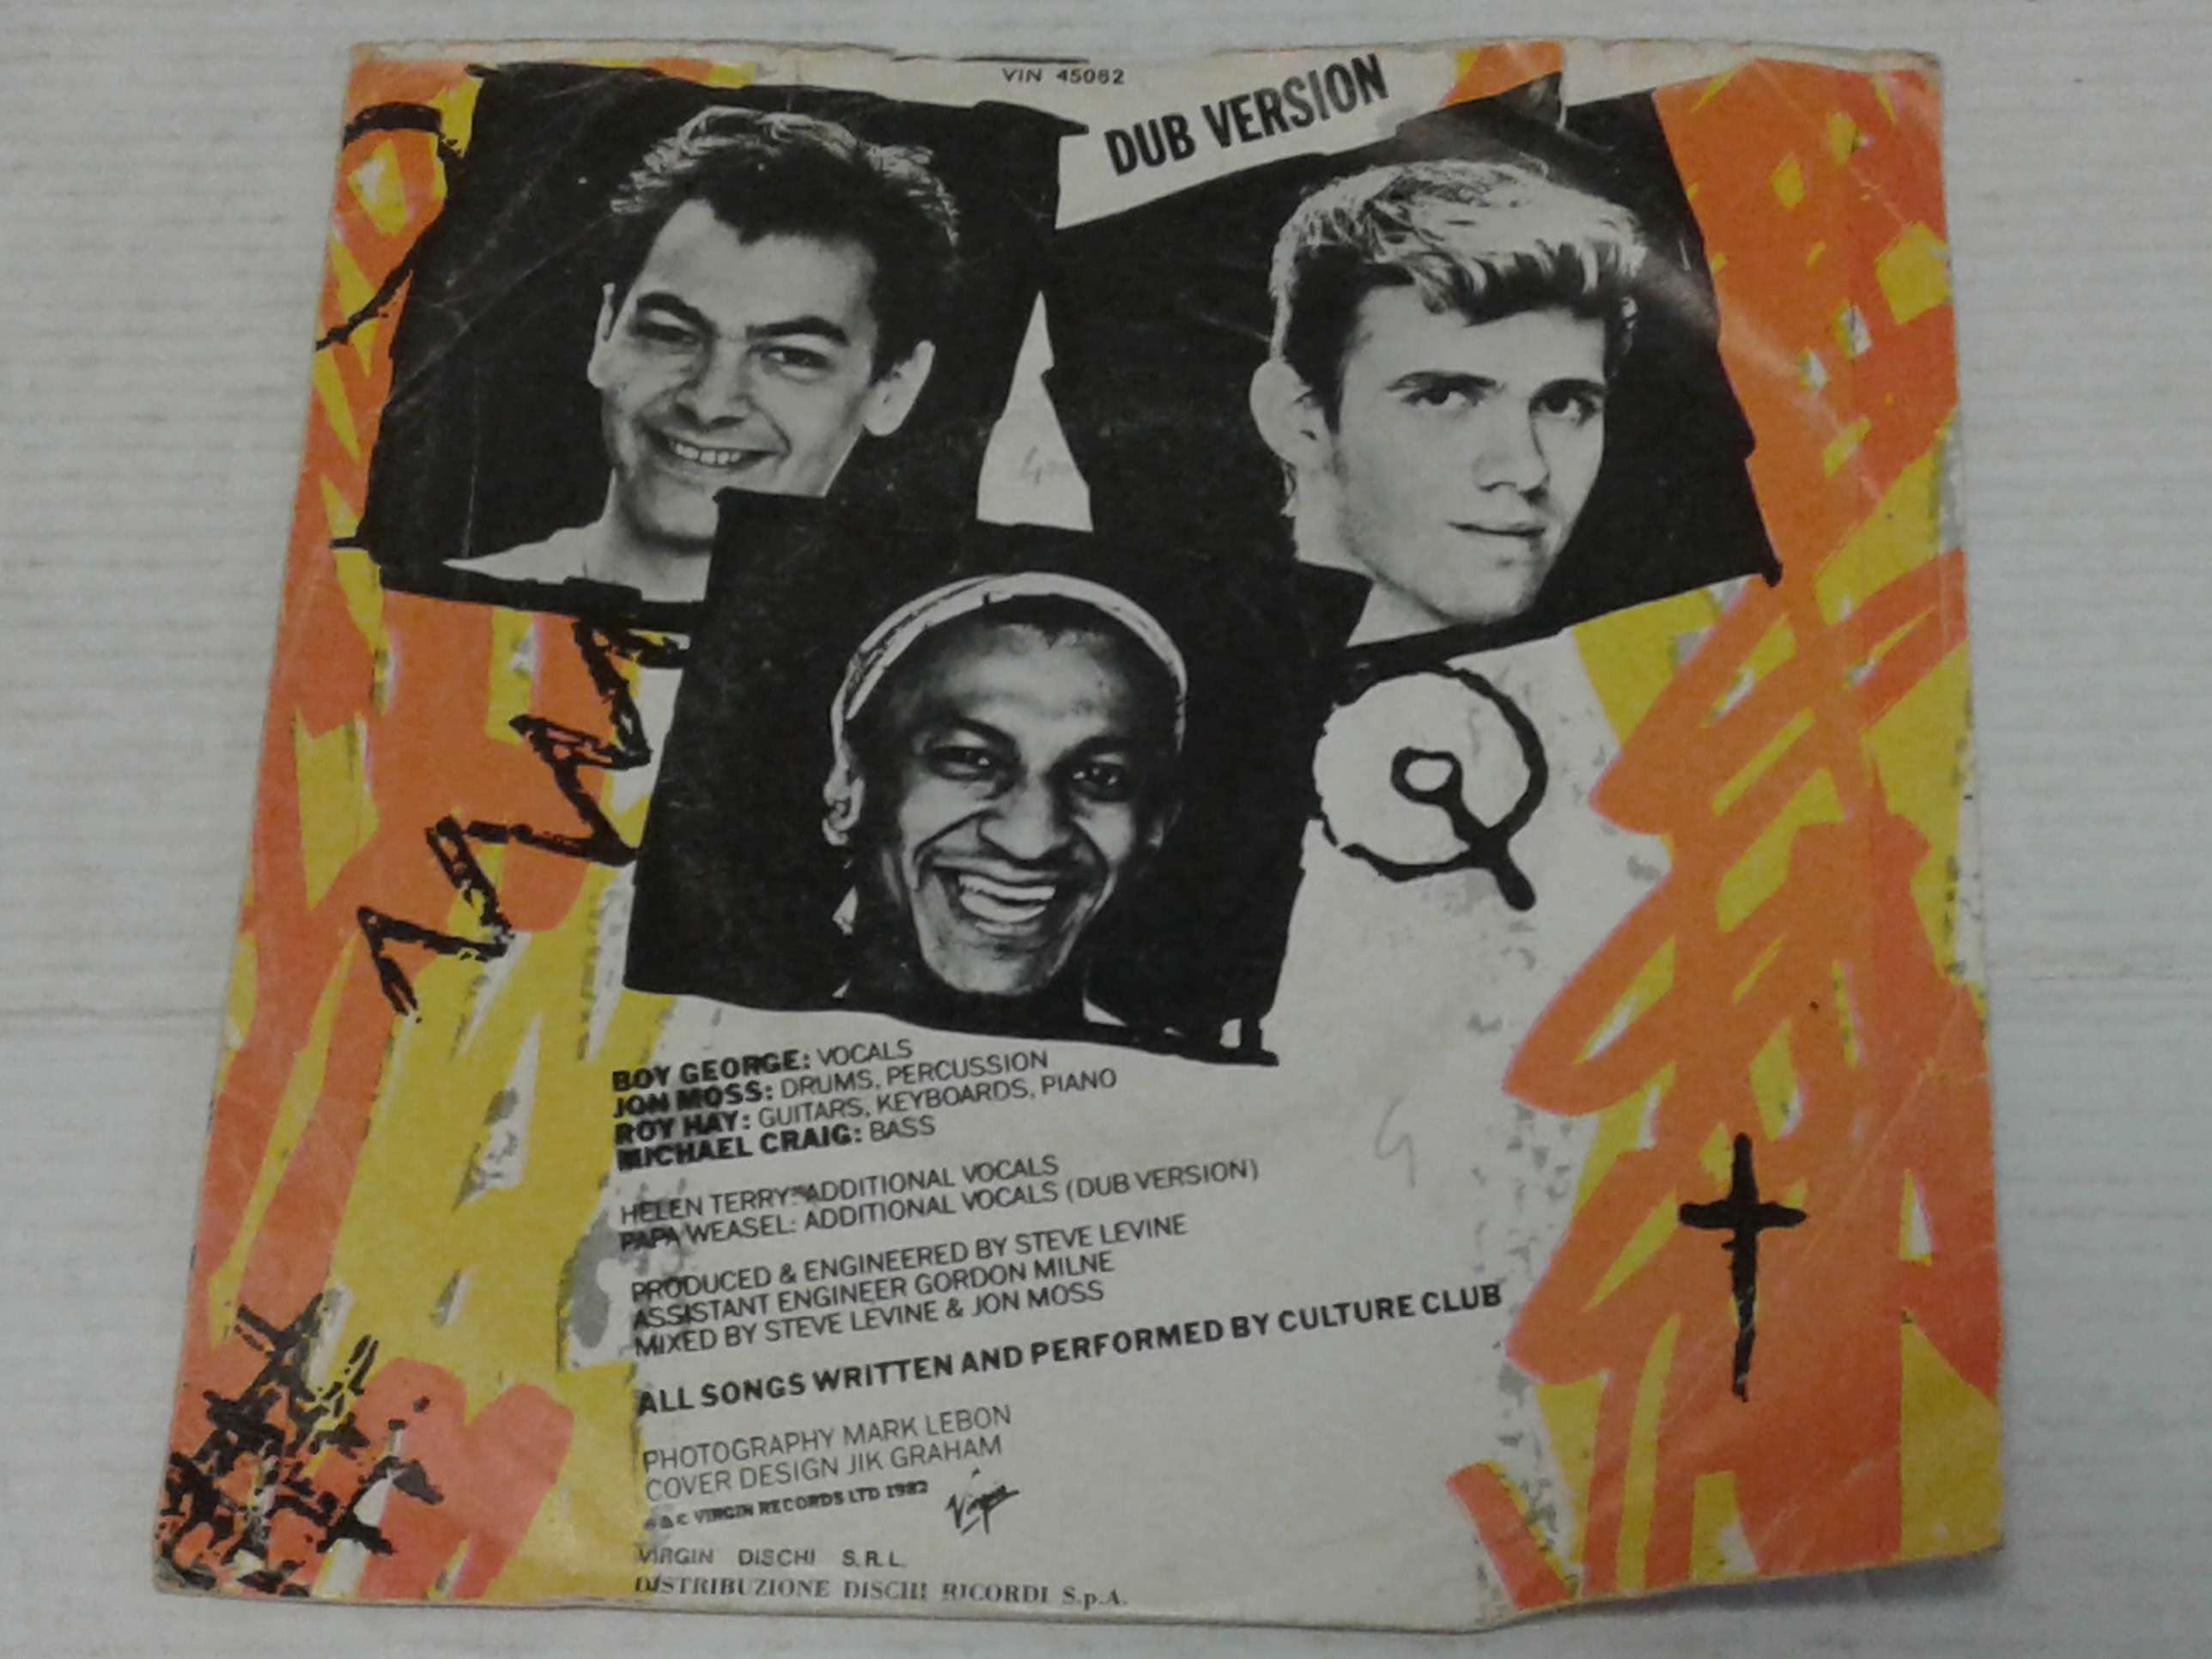 VIN 45082
DUB VERSION
BOY GEORGE: VOCALS
JON MOSS: DRUMS, PERCUSSION
ROY HAY: GUITARS, KEYBOARDS, PIANO
MICHAEL CRAIG: BASS
HELEN TERRY: ADDITIONAL VOCALS
PAPA WEASEL: ADDITIONAL VOCALS (DUB VERSION)
PRODUCED & ENGINEERED BY STEVE LEVINE
ASSISTANT ENGINEER GORDON MILNE
MIXED BY STEVE LEVINE & JON MOSS
ALL SONGS WRITTEN AND PERFORMED BY CULTURE CLUB
PHOTOGRAPHY MARK LEBON
COVER DESIGN JIK GRAHAM
VIRGIN RECORDS LTD 1982
Virgin
VIRGIN DISCHI S.R.L.
DISTRIBUZIONE DISCHI RICORDI S.p.A.